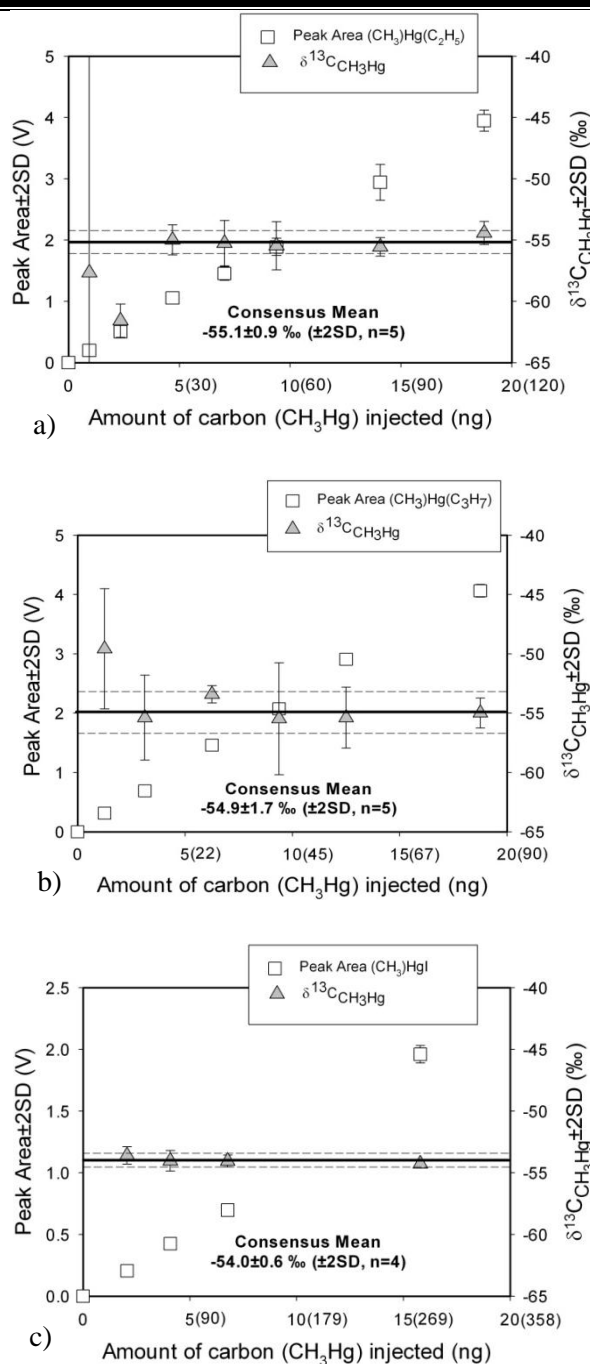 Peak Area (CH₃)Hg(C₂H₅)
δ¹³C_CH₃Hg
5
4
3
2
1
0
-40
-45
-50
-55
-60
-65
Peak Area±2SD (V)
δ¹³C_CH₃Hg±2SD (‰)
Consensus Mean
-55.1±0.9 ‰ (±2SD, n=5)
0 5(30) 10(60) 15(90) 20(120)
a) Amount of carbon (CH₃Hg) injected (ng)
Peak Area (CH₃)Hg(C₃H₇)
δ¹³C_CH₃Hg
5
4
3
2
1
0
-40
-45
-50
-55
-60
-65
Peak Area±2SD (V)
δ¹³C_CH₃Hg±2SD (‰)
Consensus Mean
-54.9±1.7 ‰ (±2SD, n=5)
0 5(22) 10(45) 15(67) 20(90)
b) Amount of carbon (CH₃Hg) injected (ng)
Peak Area (CH₃)HgI
δ¹³C_CH₃Hg
2.5
2.0
1.5
1.0
0.5
0.0
-40
-45
-50
-55
-60
-65
Peak Area±2SD (V)
δ¹³C_CH₃Hg±2SD (‰)
Consensus Mean
-54.0±0.6 ‰ (±2SD, n=4)
0 5(90) 10(179) 15(269) 20(358)
c) Amount of carbon (CH₃Hg) injected (ng)